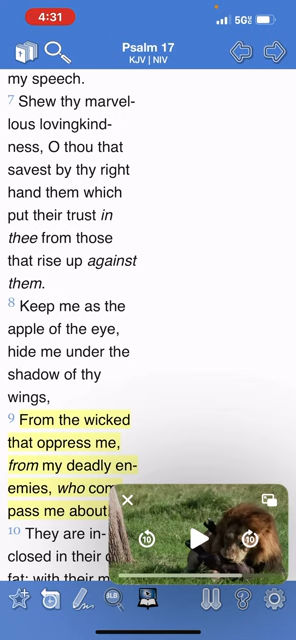 4:31
5G
Psalm 17
KJV | NIV
my speech.
7 Shew thy marvel-
lous lovingkind-
ness, O thou that
savest by thy right
hand them which
put their trust in
thee from those
that rise up against
them.
8 Keep me as the
apple of the eye,
hide me under the
shadow of thy
wings,
9 From the wicked
that oppress me,
from my deadly en-
emies, who com
pass me about.
10 They are in-
closed in their
fat: with their
10
10
SLB